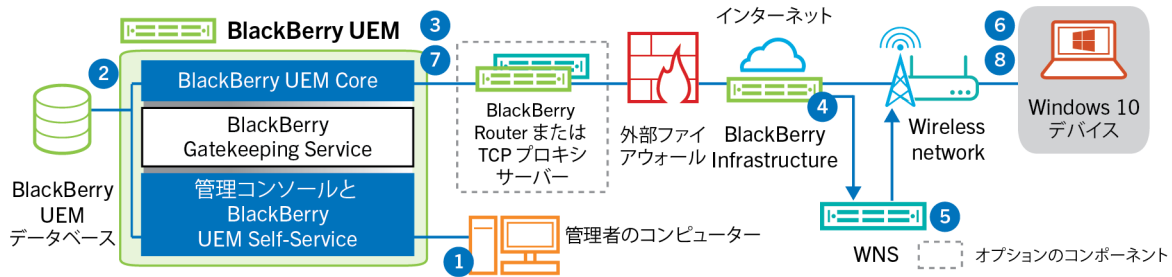 BlackBerry UEM
3
インターネット
6
2
7
8
BlackBerry UEM Core
BlackBerry
Gatekeeping Service
管理コンソールと
BlackBerry
UEM Self-Service
BlackBerry
UEM
データベース
BlackBerry
Router または
TCP プロキシ
サーバー
外部ファイ
アウォール
4
BlackBerry
Infrastructure
Wireless
network
Windows 10
デバイス
1
管理者のコンピューター
5
WNS
オプションのコンポーネント